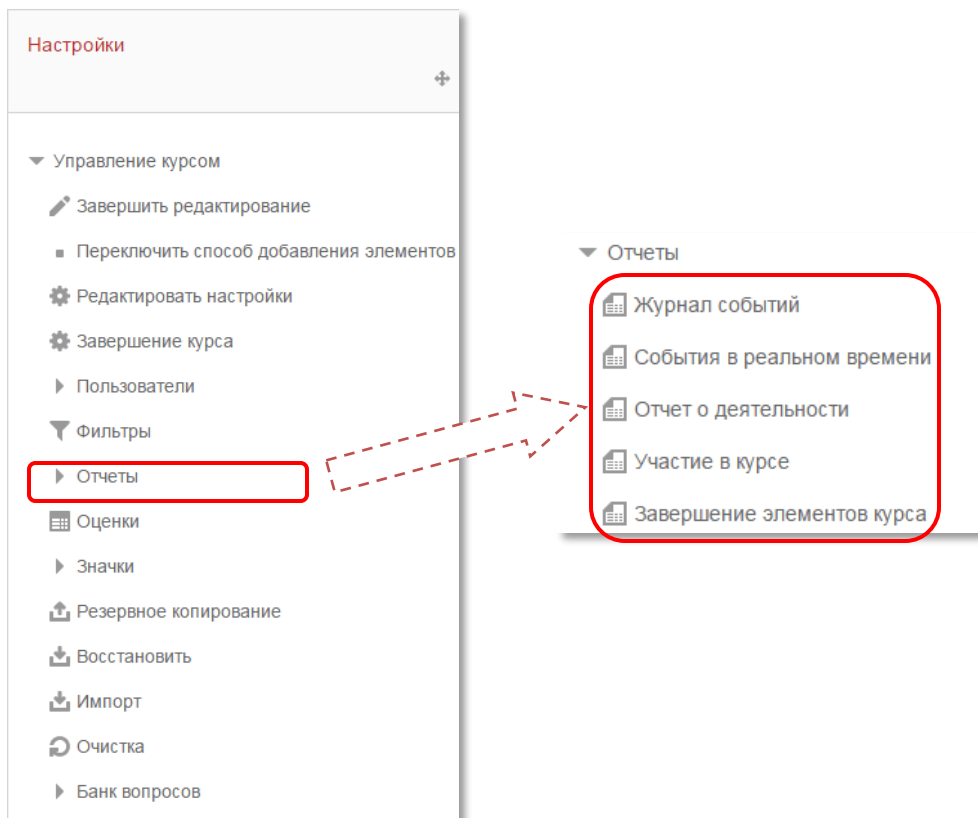 Настройки
Управление курсом
Завершить редактирование
Переключить способ добавления элементов
Редактировать настройки
Завершение курса
Пользователи
Фильтры
Отчеты
Оценки
Значки
Резервное копирование
Восстановить
Импорт
Очистка
Банк вопросов
Отчеты
Журнал событий
События в реальном времени
Отчет о деятельности
Участие в курсе
Завершение элементов курса